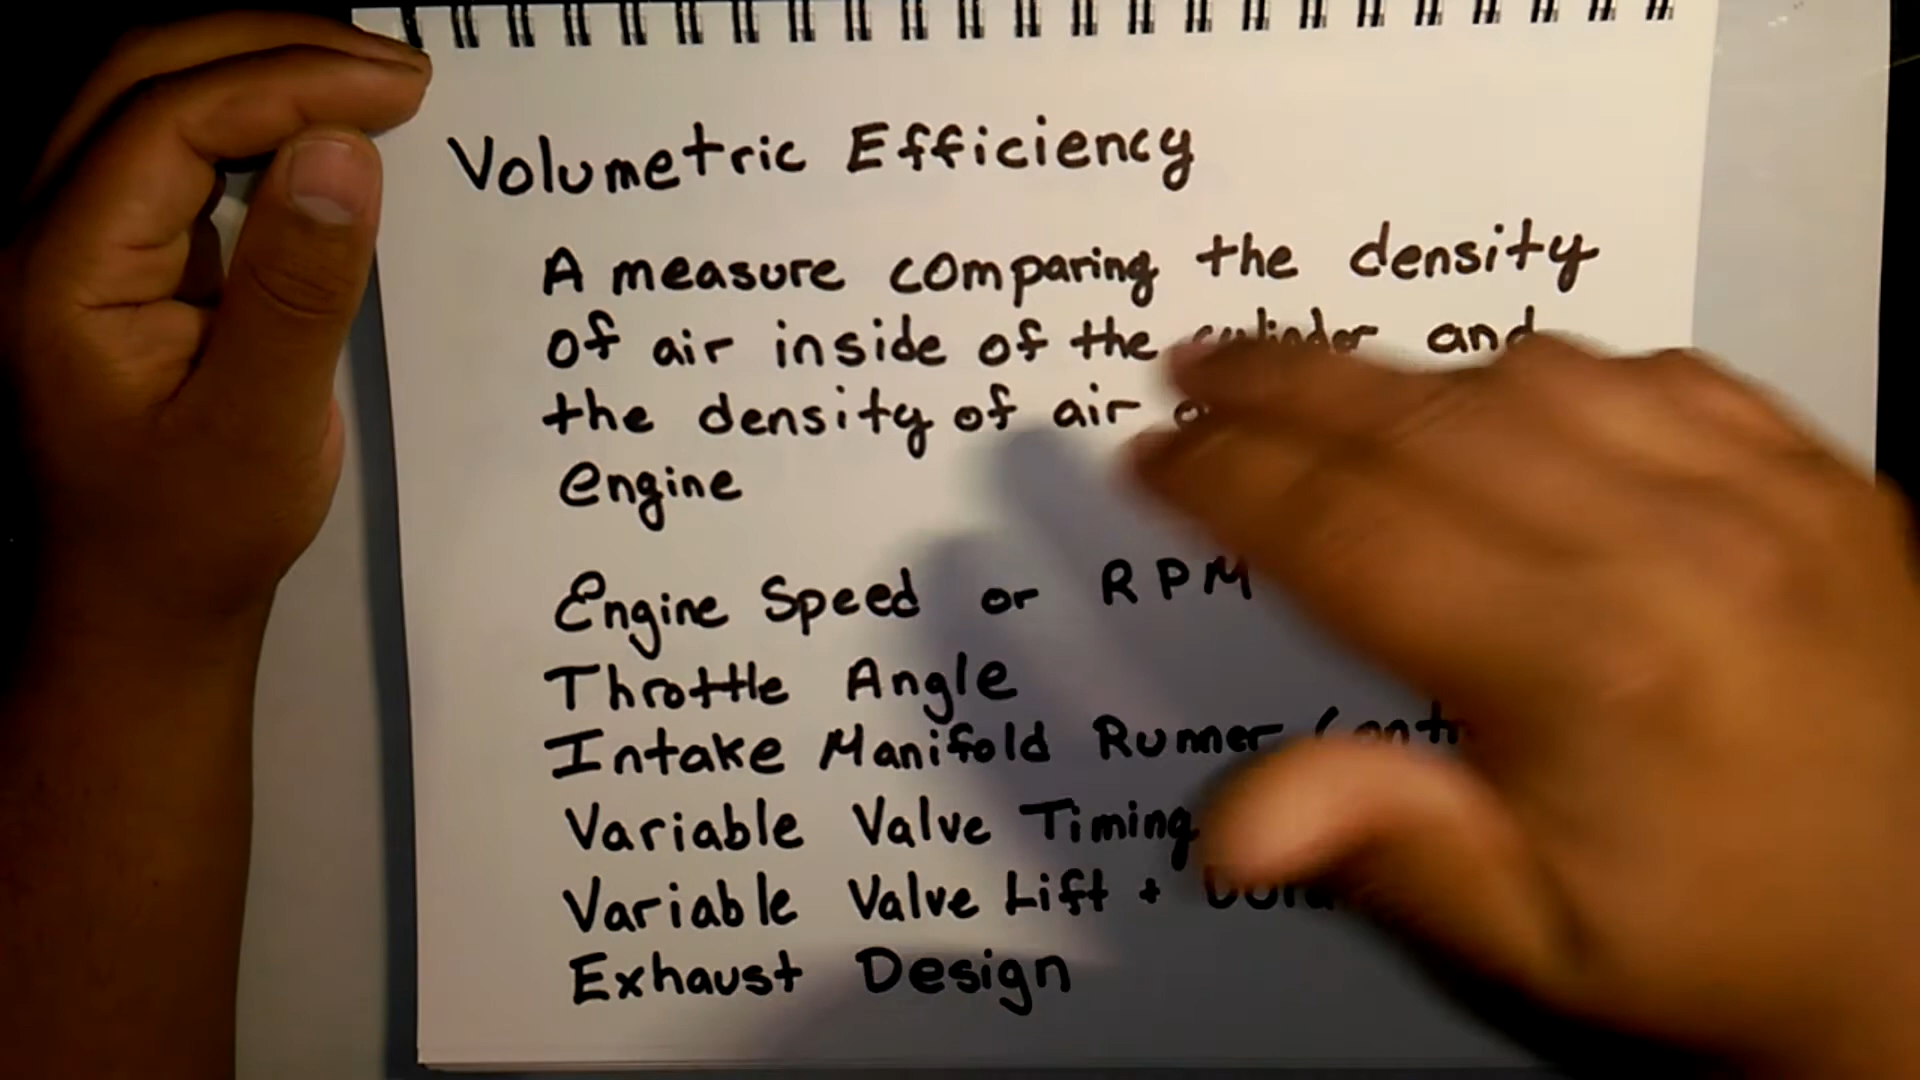 Volumetric Efficiency
A measure comparing the density
of air inside of the cylinder and
the density of air
engine
Engine Speed or RPM
Throttle Angle
Intake Manifold Runner
Variable Valve Timing
Variable Valve Lift +
Exhaust Design